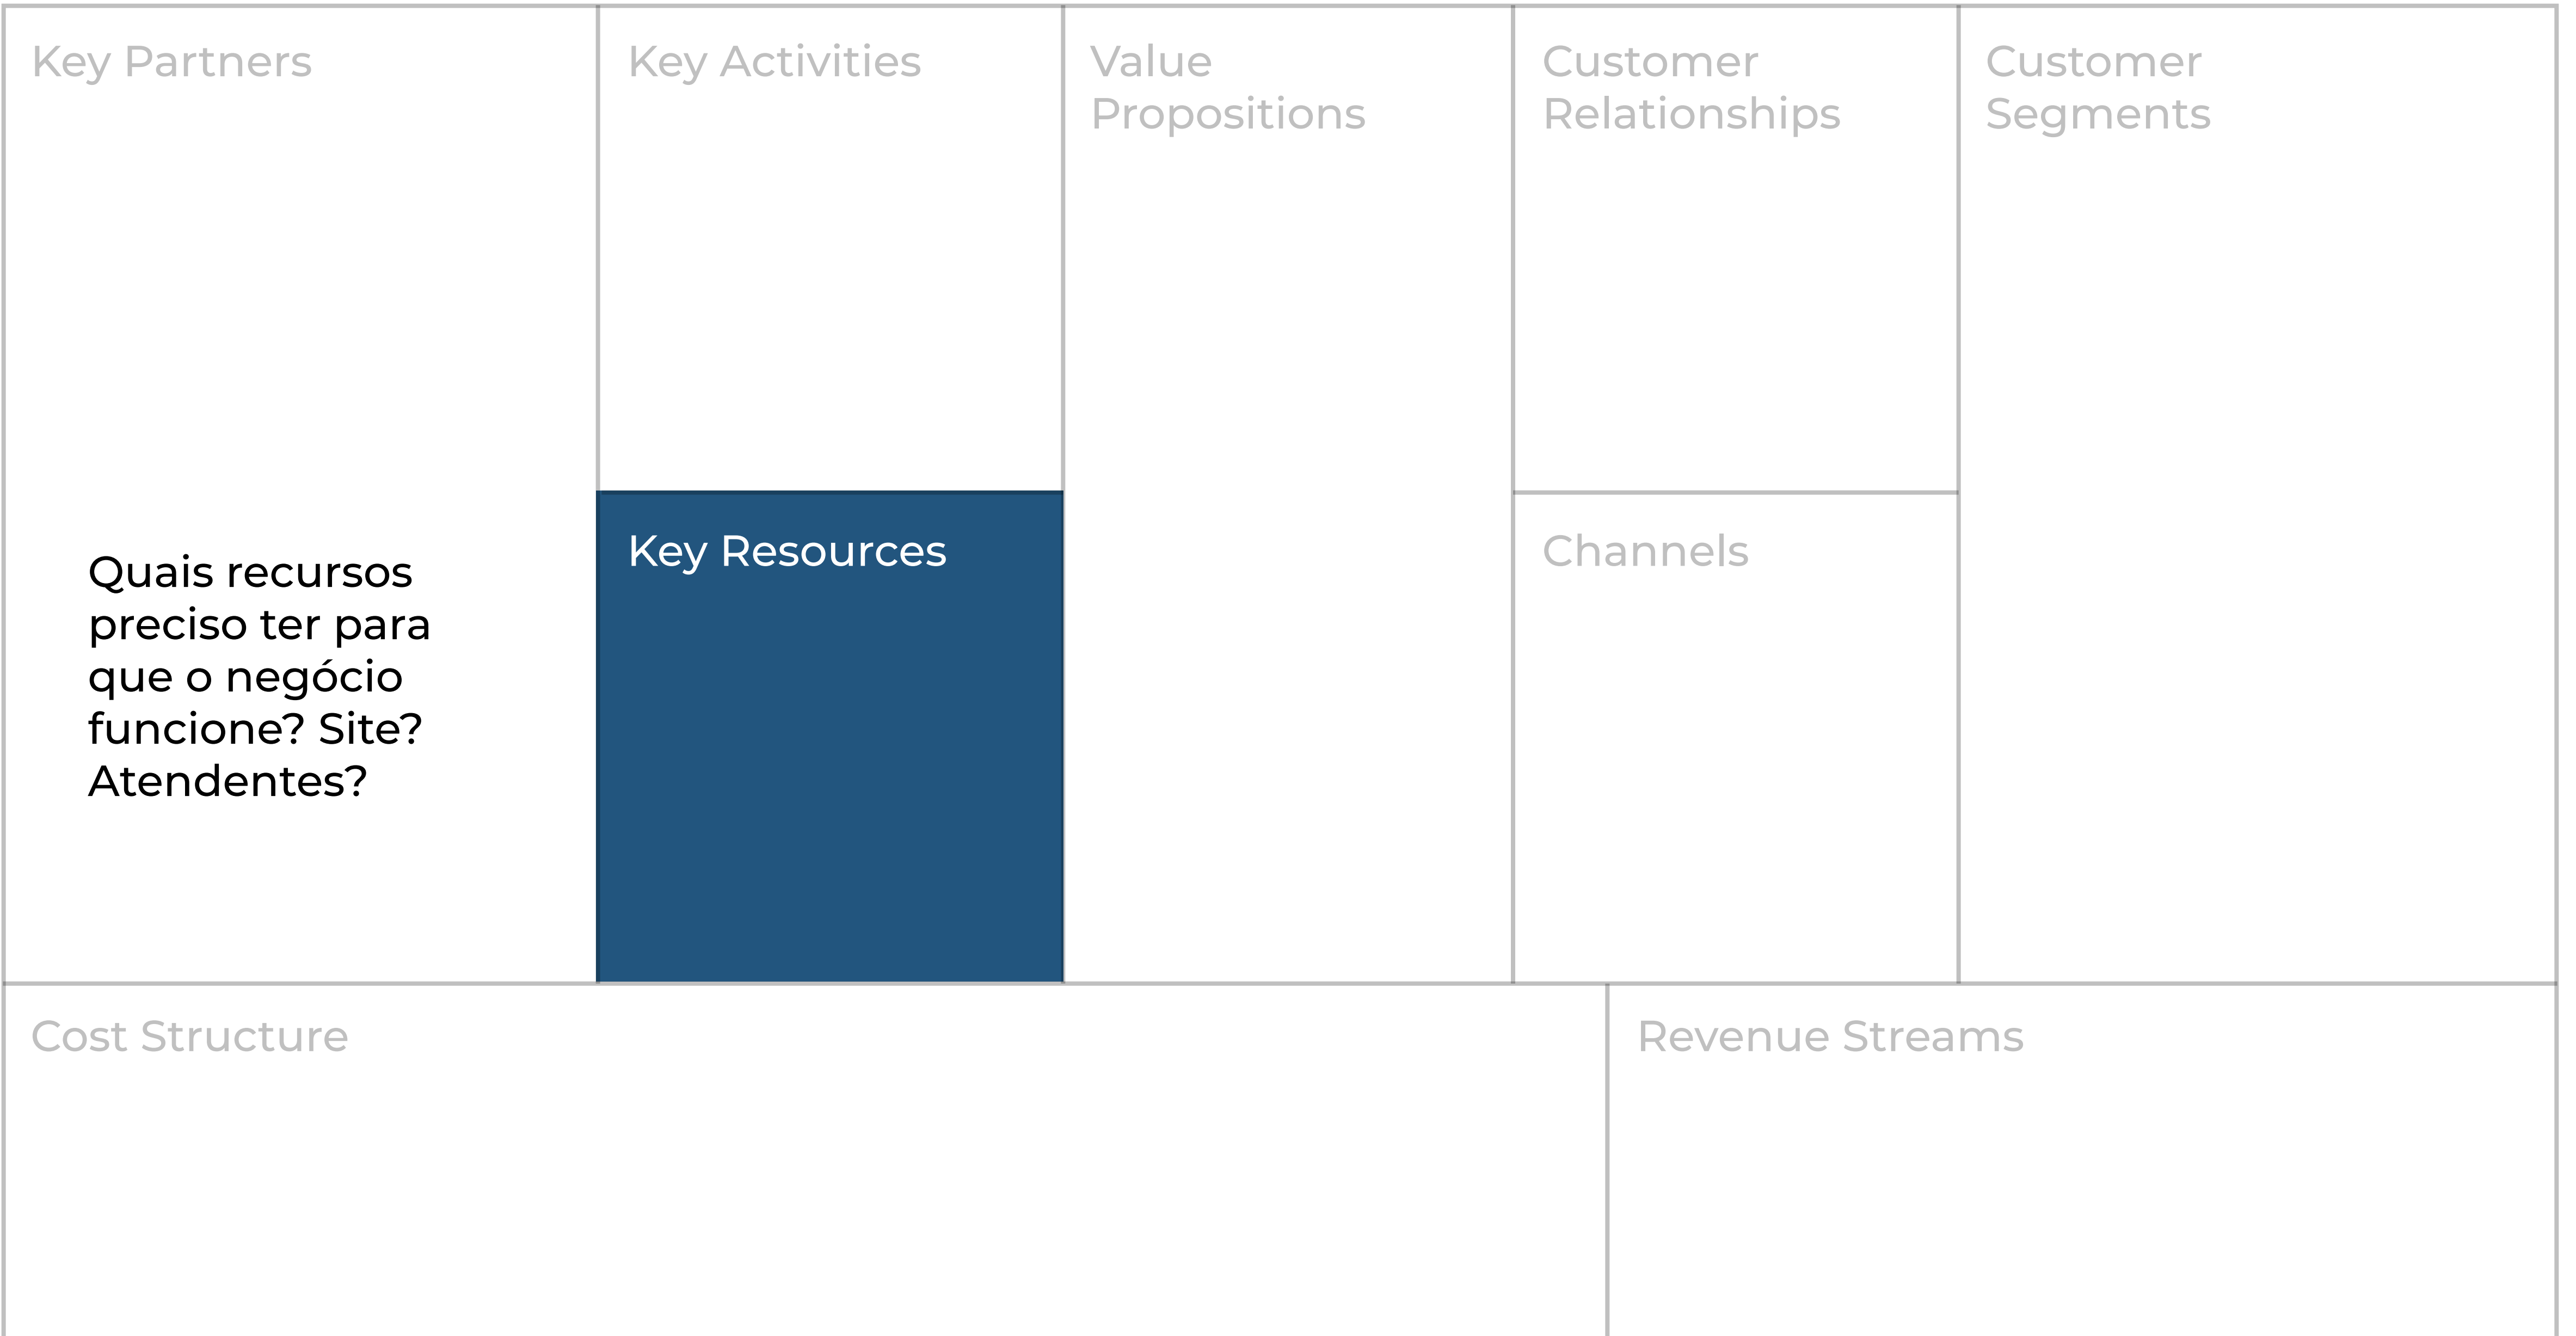 Key Partners
Key Activities
Value
Propositions
Customer
Relationships
Customer
Segments
Quais recursos
preciso ter para
que o negócio
funcione? Site?
Atendentes?
Key Resources
Channels
Cost Structure
Revenue Streams